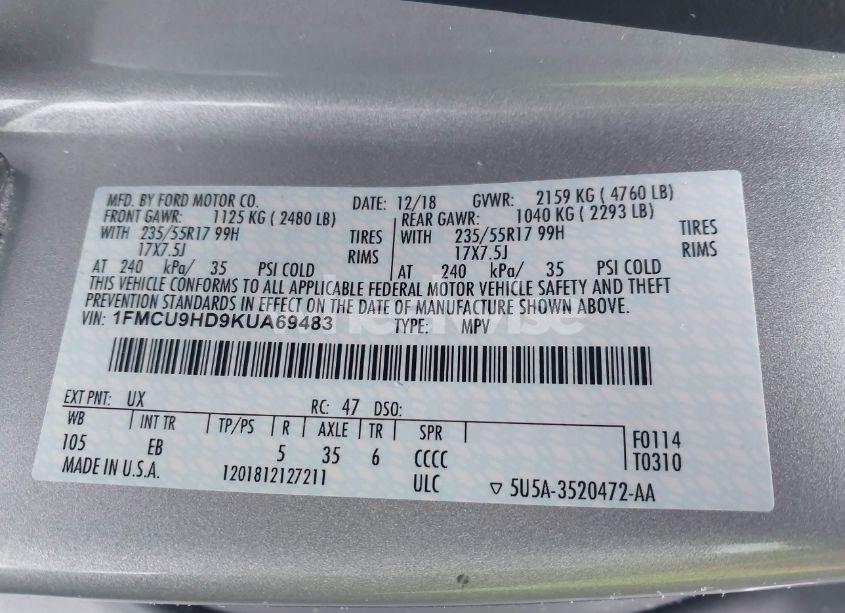 MFD. BY FORD MOTOR CO. DATE: 12/18 GVWR: 2159 KG ( 4760 LB)
FRONT GAWR: 1125 KG ( 2480 LB) REAR GAWR: 1040 KG ( 2293 LB)
WITH 235/55R17 99H TIRES WITH 235/55R17 99H TIRES
17X7.5J RIMS 17X7.5J RIMS
AT 240 kPa/ 35 PSI COLD AT 240 kPa/ 35 PSI COLD
THIS VEHICLE CONFORMS TO ALL APPLICABLE FEDERAL MOTOR VEHICLE SAFETY AND THEFT
PREVENTION STANDARDS IN EFFECT ON THE DATE OF MANUFACTURE SHOWN ABOVE.
VIN: 1FMCU9HD9KUA69483 TYPE: MPV
EXT PNT: UX RC: 47 DSO:
WB INT TR TP/PS R AXLE TR SPR F0114
105 EB 5 35 6 CCCC T0310
MADE IN U.S.A. 1201812127211 ULC 5U5A-3520472-AA